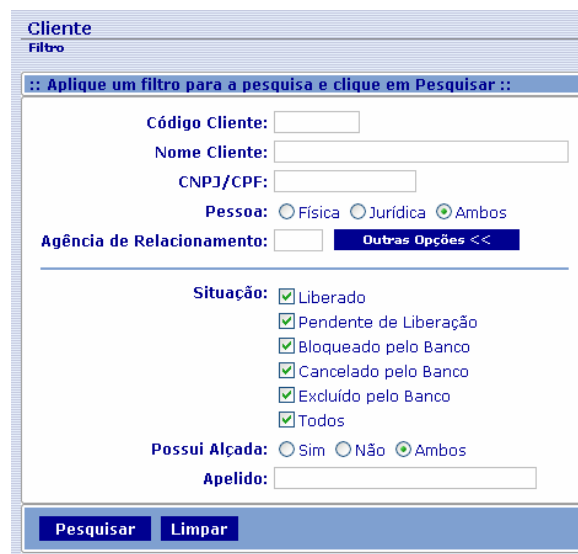 Cliente
Filtro
:: Aplique um filtro para a pesquisa e clique em Pesquisar ::
Código Cliente:
Nome Cliente:
CNPJ/CPF:
Pessoa: Física Jurídica Ambos
Agência de Relacionamento: Outras Opções <<
Situação: Liberado
Pendente de Liberação
Bloqueado pelo Banco
Cancelado pelo Banco
Excluído pelo Banco
Todos
Possui Alçada: Sim Não Ambos
Apelido:
Pesquisar Limpar